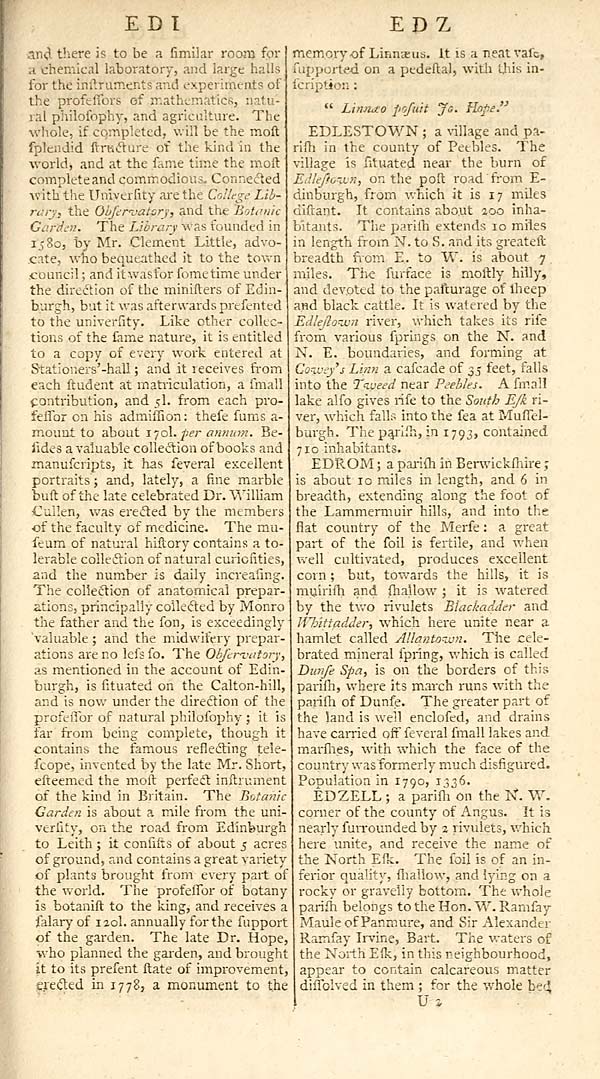 EDI
EDZ
and there is to be a ſimilar room for
a chemical laboratory, and large halls
for the inſtruments and experiments of
the profeſſors of mathematics, natu-
ral philoſophy, and agriculture. The
whole, if completed, will be the moſt
ſplendid ſtructure of the kind in the
world, and at the ſame time the moſt
complete and commodious. Connected
with the Univerſity are the College Lib-
rary, the Obſervatory, and the Botanic
Garden. The Library was founded in
1580, by Mr. Clement Little, advo-
cate, who bequeathed it to the town
council; and it was for ſome time under
the direction of the miniſters of Edin-
burgh, but it was afterwards preſented
to the univerſity. Like other collec-
tions of the ſame nature, it is entitled
to a copy of every work entered at
Stationers'-hall; and it receives from
each ſtudent at matriculation, a ſmall
contribution, and 5l. from each pro-
feſſor on his admiſſion: theſe ſums a-
mount to about 170l. per annum. Be-
ſides a valuable collection of books and
manuſcripts, it has ſeveral excellent
portraits; and, lately, a fine marble
buſt of the late celebrated Dr. William
Cullen, was erected by the members
of the faculty of medicine. The mu-
ſeum of natural hiſtory contains a to-
lerable collection of natural curioſities,
and the number is daily increaſing.
The collection of anatomical prepar-
ations, principally collected by Monro
the father and the ſon, is exceedingly
valuable; and the midwifery prepar-
ations are no leſs ſo. The Obſervatory,
as mentioned in the account of Edin-
burgh, is ſituated on the Calton-hill,
and is now under the direction of the
profeſſor of natural philoſophy; it is
far from being complete, though it
contains the famous reflecting tele-
ſcope, invented by the late Mr. Short,
eſteemed the moſt perfect inſtrument
of the kind in Britain. The Botanic
Garden is about a mile from the uni-
verſity, on the road from Edinburgh
to Leith; it conſiſts of about 5 acres
of ground, and contains a great variety
of plants brought from every part of
the world. The profeſſor of botany
is botaniſt to the king, and receives a
ſalary of 120l. annually for the ſupport
of the garden. The late Dr. Hope,
who planned the garden, and brought
it to its preſent ſtate of improvement,
erected in 1778, a monument to the
memory of Linnæus. It is a neat vaſe,
ſupported on a pedeſtal, with this in-
ſcription:
“ Linnæo poſuit Jo. Hope.”
EDLESTOWN; a village and pa-
riſh in the county of Peebles. The
village is ſituated near the burn of
Edleſtown, on the poſt road from E-
dinburgh, from which it is 17 miles
diſtant. It contains about 200 inha-
bitants. The pariſh extends 10 miles
in length from N. to S. and its greateſt
breadth from E. to W. is about 7
miles. The ſurface is moſtly hilly,
and devoted to the paſturage of ſheep
and black cattle. It is watered by the
Edleſtown river, which takes its riſe
from various ſprings on the N. and
N. E. boundaries, and forming at
Cowey's Linn a caſcade of 35 feet, falls
into the Tweed near Peebles. A ſmall
lake alſo gives riſe to the South Eſk ri-
ver, which falls into the ſea at Muſſel-
burgh. The pariſh, in 1793, contained
710 inhabitants.
EDROM; a pariſh in Berwickſhire;
is about 10 miles in length, and 6 in
breadth, extending along the foot of
the Lammermuir hills, and into the
flat country of the Merſe: a great
part of the ſoil is fertile, and when
well cultivated, produces excellent
corn; but, towards the hills, it is
muiriſh and ſhallow; it is watered
by the two rivulets Blackadder and
Whittadder, which here unite near a
hamlet called Allantown. The cele-
brated mineral ſpring, which is called
Dunſe Spa, is on the borders of this
pariſh, where its march runs with the
pariſh of Dunſe. The greater part of
the land is well encloſed, and drains
have carried off ſeveral ſmall lakes and
marſhes, with which the face of the
country was formerly much disfigured.
Population in 1790, 1336.
EDZELL; a pariſh on the N. W.
corner of the county of Angus. It is
nearly ſurrounded by 2 rivulets, which
here unite, and receive the name of
the North Eſk. The ſoil is of an in-
ferior quality, ſhallow, and lying on a
rocky or gravelly bottom. The whole
pariſh belongs to the Hon. W. Ramſay
Maule of Panmure, and Sir Alexander
Ramſay Irvine, Bart. The waters of
the North Eſk, in this neighbourhood,
appear to contain calcareous matter
diſſolved in them; for the whole bed
U 2